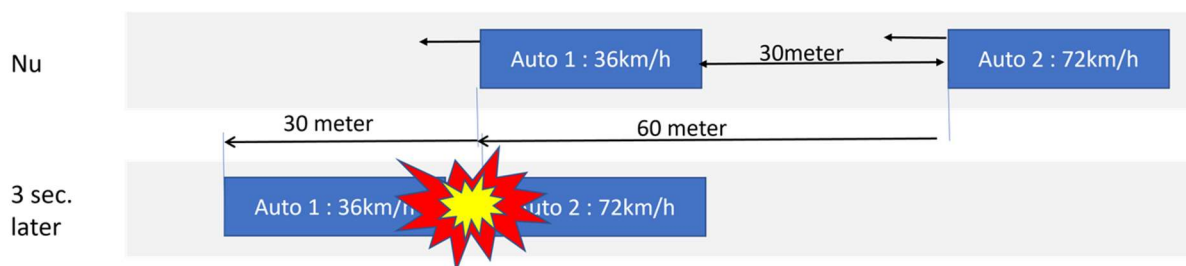 Nu
Auto 1 : 36km/h
30meter
Auto 2 : 72km/h
30 meter
60 meter
3 sec.
later
Auto 1 : 36km/h
uto 2 : 72km/h